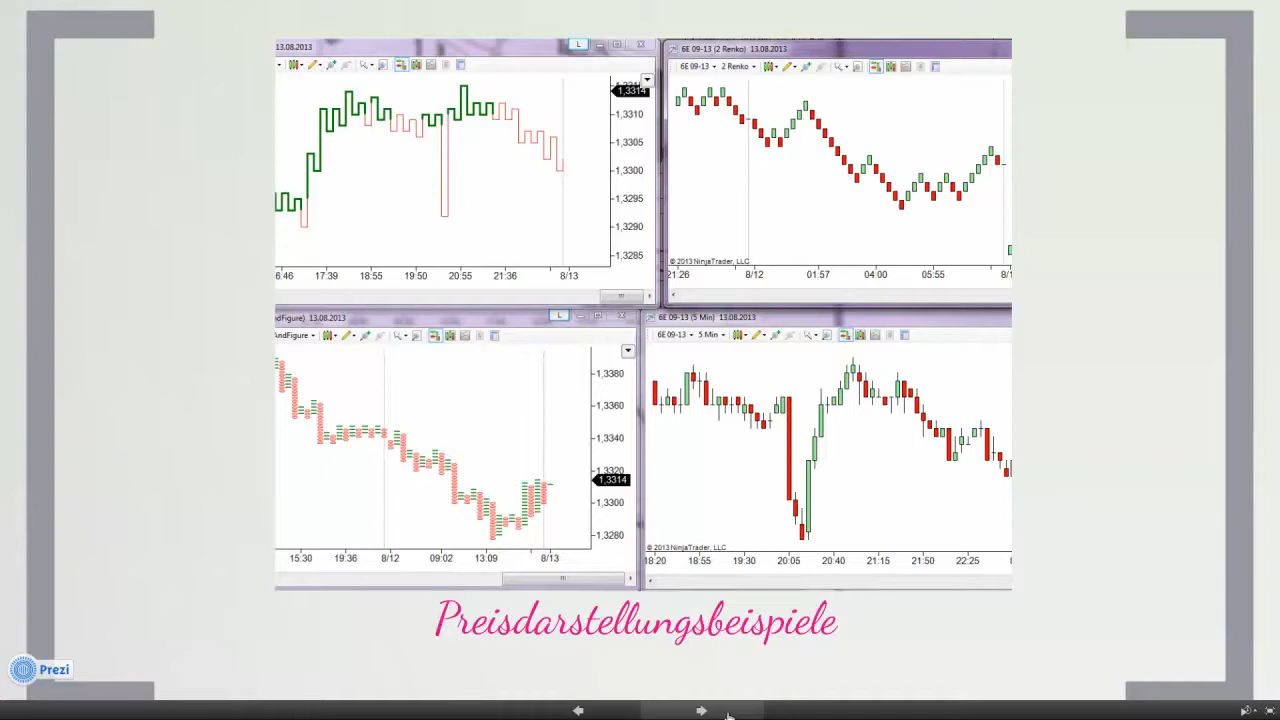 13.08.2013
L
1,3314
1,3310
1,3305
1,3300
1,3295
1,3290
1,3285
6:46 17:39 18:55 19:50 20:55 21:36 8/13
6E 09-13 (2 Renko) 13.08.2013
6E 09-13 2 Renko
© 2013 NinjaTrader, LLC
21:26 8/12 01:57 04:00 05:55
ndFigure) 13.08.2013
L
AndFigure
1,3380
1,3360
1,3340
1,3320
1,3314
1,3300
1,3280
15:30 19:36 8/12 09:02 13:09 8/13
6E 09-13 (5 Min) 13.08.2013
6E 09-13 5 Min
© 2013 NinjaTrader, LLC
18:20 18:55 19:30 20:05 20:40 21:15 21:50 22:25
Preisdarstellungsbeispiele
Prezi